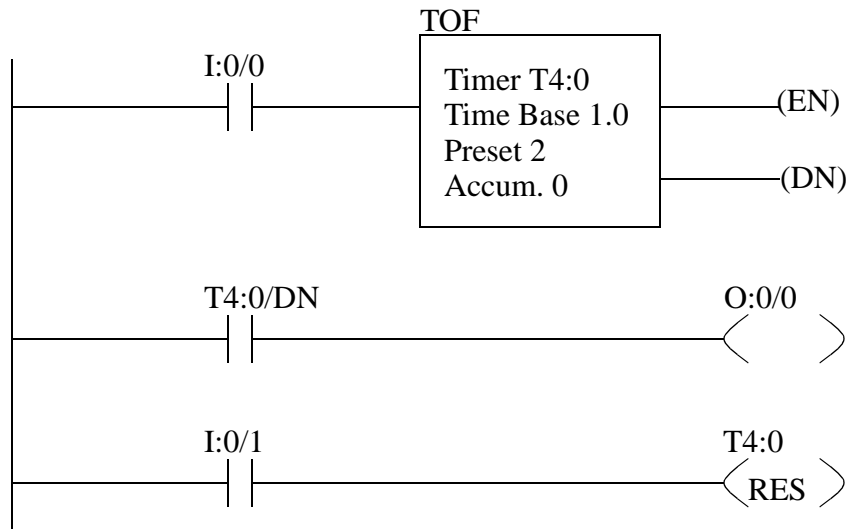 TOF
I:0/0
Timer T4:0
Time Base 1.0
Preset 2
Accum. 0
(EN)
(DN)
T4:0/DN
O:0/0
I:0/1
T4:0
RES